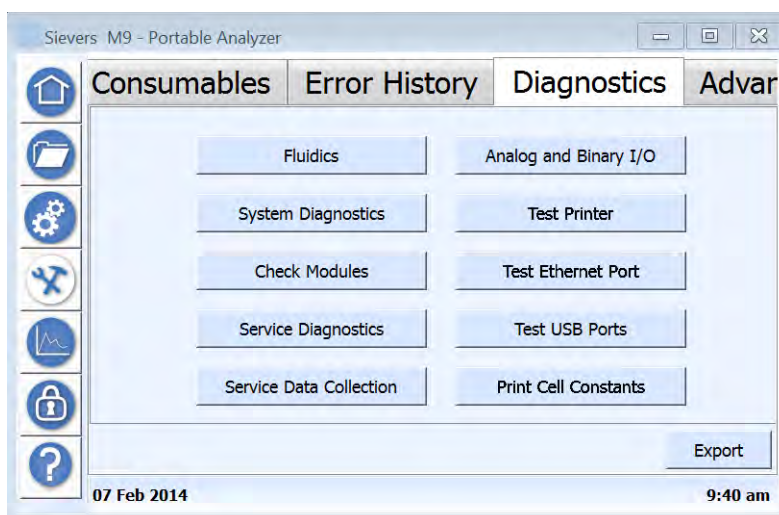 Sievers M9 - Portable Analyzer
Consumables Error History Diagnostics Advar
Fluidics Analog and Binary I/O
System Diagnostics Test Printer
Check Modules Test Ethernet Port
Service Diagnostics Test USB Ports
Service Data Collection Print Cell Constants
?
Export
07 Feb 2014 9:40 am